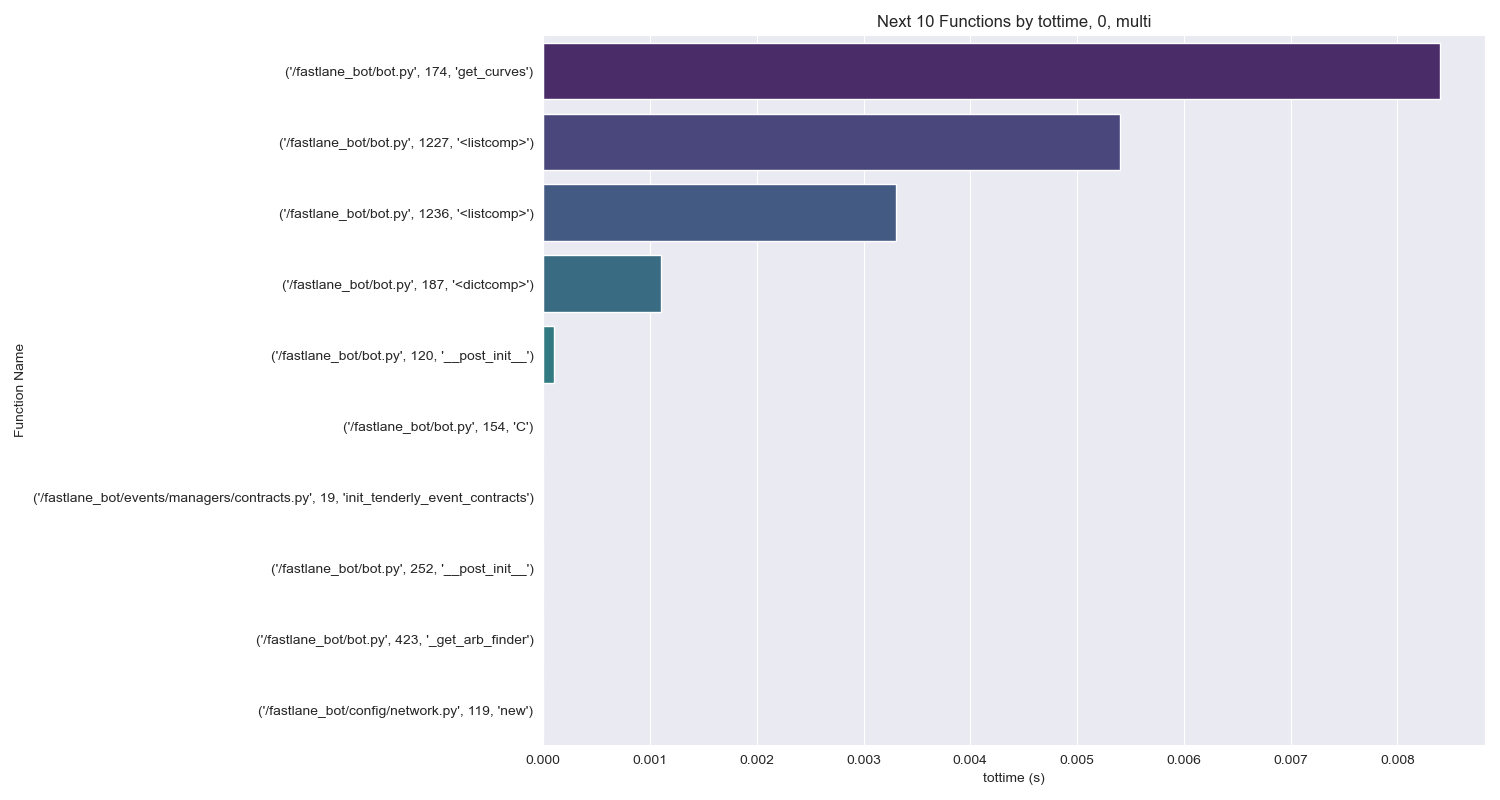 Next 10 Functions by tottime, 0, multi
('/fastlane_bot/bot.py', 174, 'get_curves')
('/fastlane_bot/bot.py', 1227, '<listcomp>')
('/fastlane_bot/bot.py', 1236, '<listcomp>')
('/fastlane_bot/bot.py', 187, '<dictcomp>')
('/fastlane_bot/bot.py', 120, '__post_init__')
('/fastlane_bot/bot.py', 154, 'C')
('/fastlane_bot/events/managers/contracts.py', 19, 'init_tenderly_event_contracts')
('/fastlane_bot/bot.py', 252, '__post_init__')
('/fastlane_bot/bot.py', 423, '_get_arb_finder')
('/fastlane_bot/config/network.py', 119, 'new')
Function Name
0.000 0.001 0.002 0.003 0.004 0.005 0.006 0.007 0.008
tottime (s)